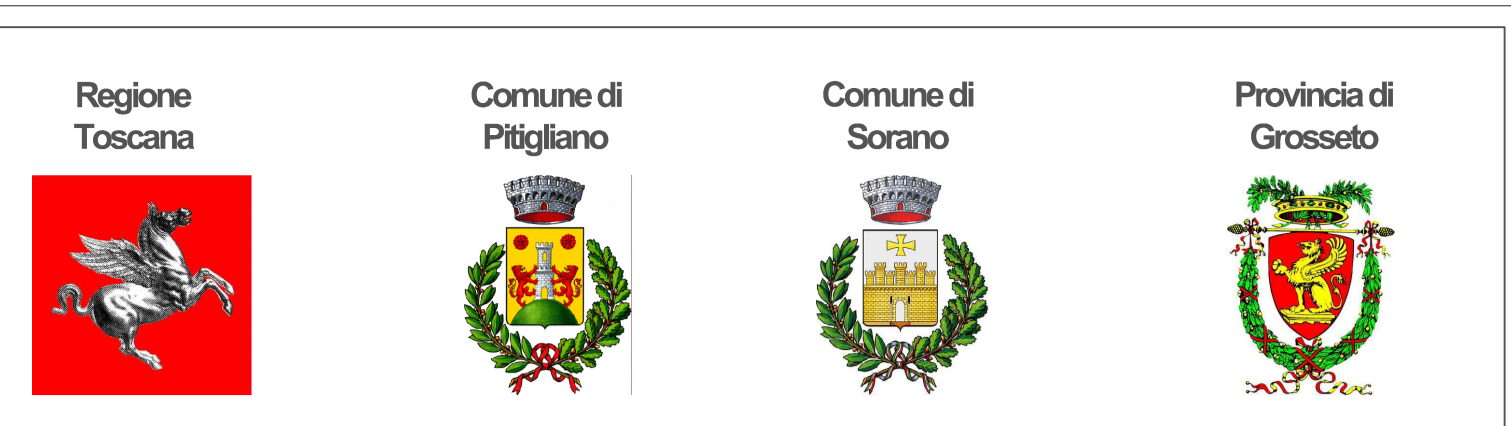 Regione
Toscana
Comune di
Pitigliano
Comune di
Sorano
Provincia di
Grosseto